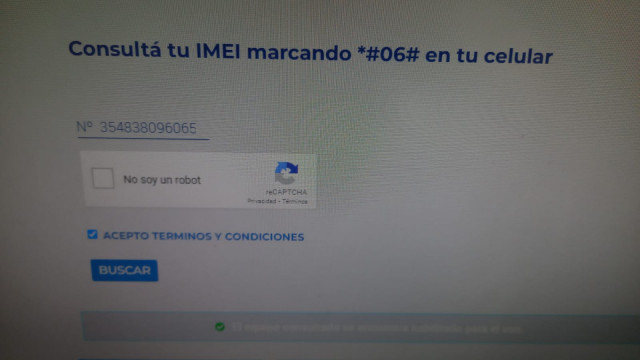 Consultá tu IMEI marcando *#06# en tu celular
Nº 354838096065
No soy un robot
reCAPTCHA
Privacidad - Términos
ACEPTO TERMINOS Y CONDICIONES
BUSCAR